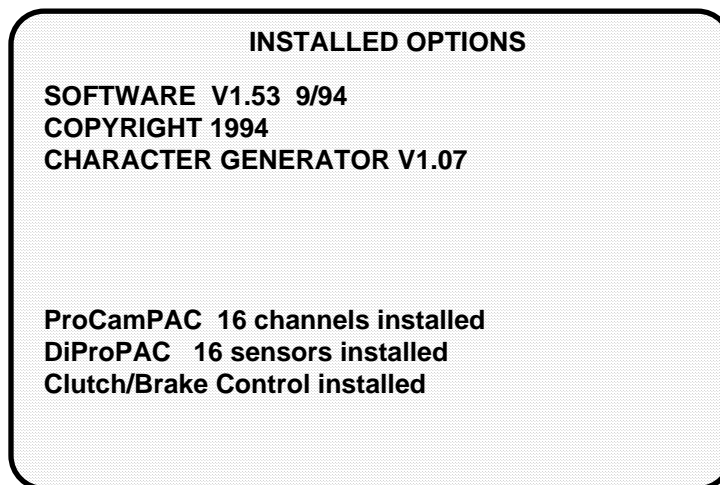 INSTALLED OPTIONS
SOFTWARE V1.53 9/94
COPYRIGHT 1994
CHARACTER GENERATOR V1.07
ProCamPAC 16 channels installed
DiProPAC 16 sensors installed
Clutch/Brake Control installed